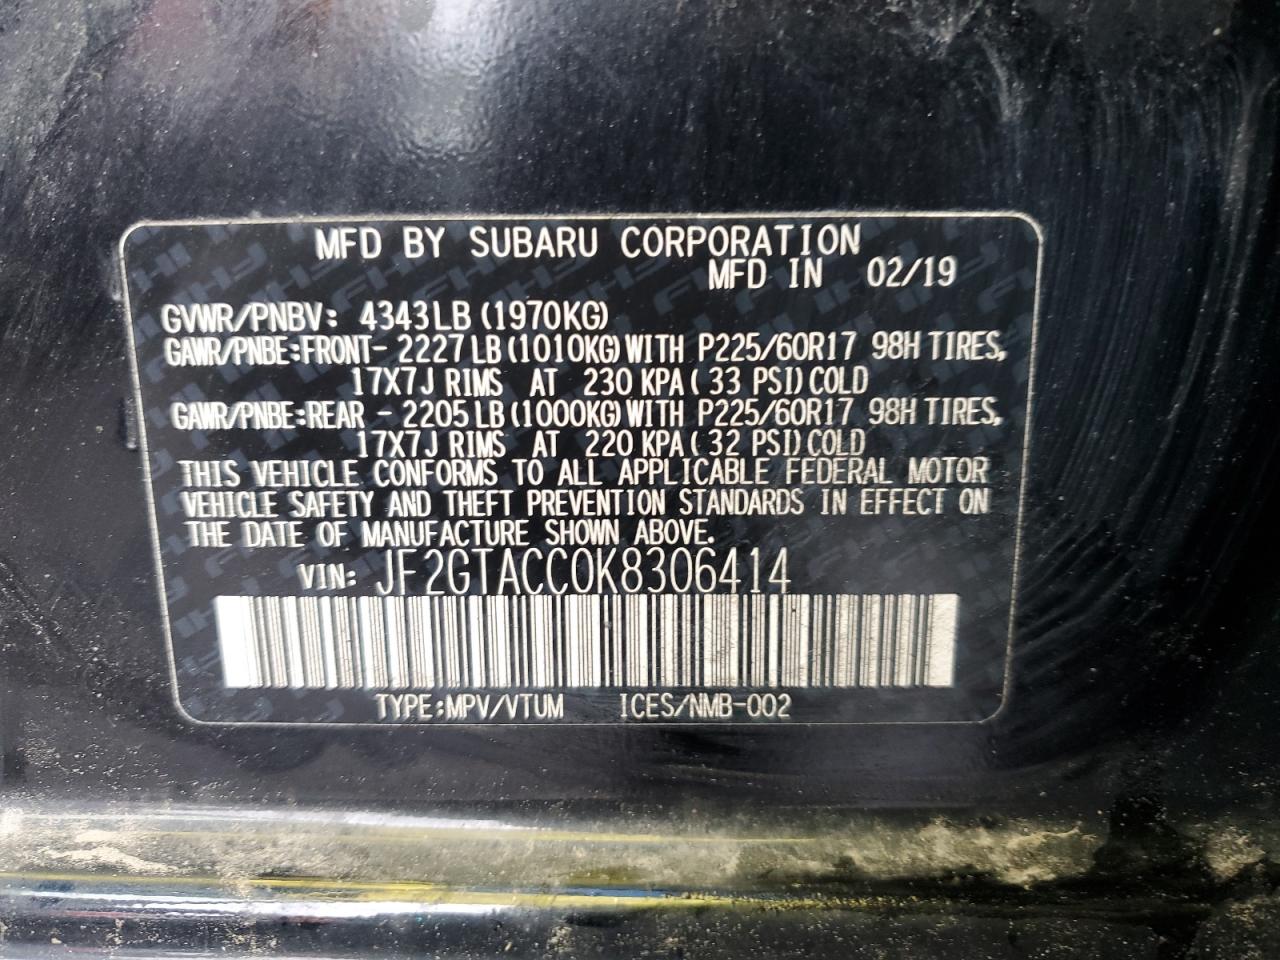 MFD BY SUBARU CORPORATION
MFD IN 02/19
GVWR/PNBV: 4343LB (1970KG)
GAWR/PNBE:FRONT- 2227 LB (1010KG) WITH P225/60R17 98H TIRES,
17X7J RIMS AT 230 KPA ( 33 PSI) COLD
GAWR/PNBE:REAR - 2205 LB (1000KG) WITH P225/60R17 98H TIRES,
17X7J RIMS AT 220 KPA ( 32 PSI) COLD
THIS VEHICLE CONFORMS TO ALL APPLICABLE FEDERAL MOTOR
VEHICLE SAFETY AND THEFT PREVENTION STANDARDS IN EFFECT ON
THE DATE OF MANUFACTURE SHOWN ABOVE.
VIN: JF2GTACC0K8306414
TYPE:MPV/VTUM ICES/NMB-002